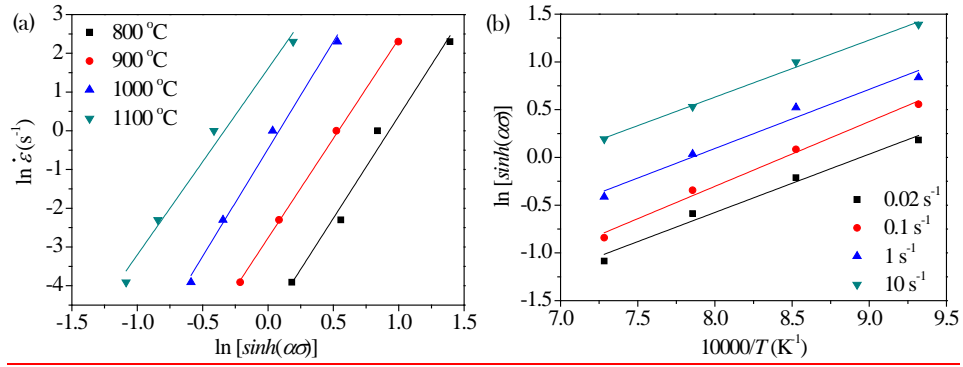 (a)
800 °C
900 °C
1000 °C
1100 °C
ln ε̇ (s⁻¹)
3
2
1
0
-1
-2
-3
-4
-1.5 -1.0 -0.5 0.0 0.5 1.0 1.5
ln [sinh(ασ)]
(b)
ln [sinh(ασ)]
1.5
1.0
0.5
0.0
-0.5
-1.0
-1.5
0.02 s⁻¹
0.1 s⁻¹
1 s⁻¹
10 s⁻¹
7.0 7.5 8.0 8.5 9.0 9.5
10000/T (K⁻¹)